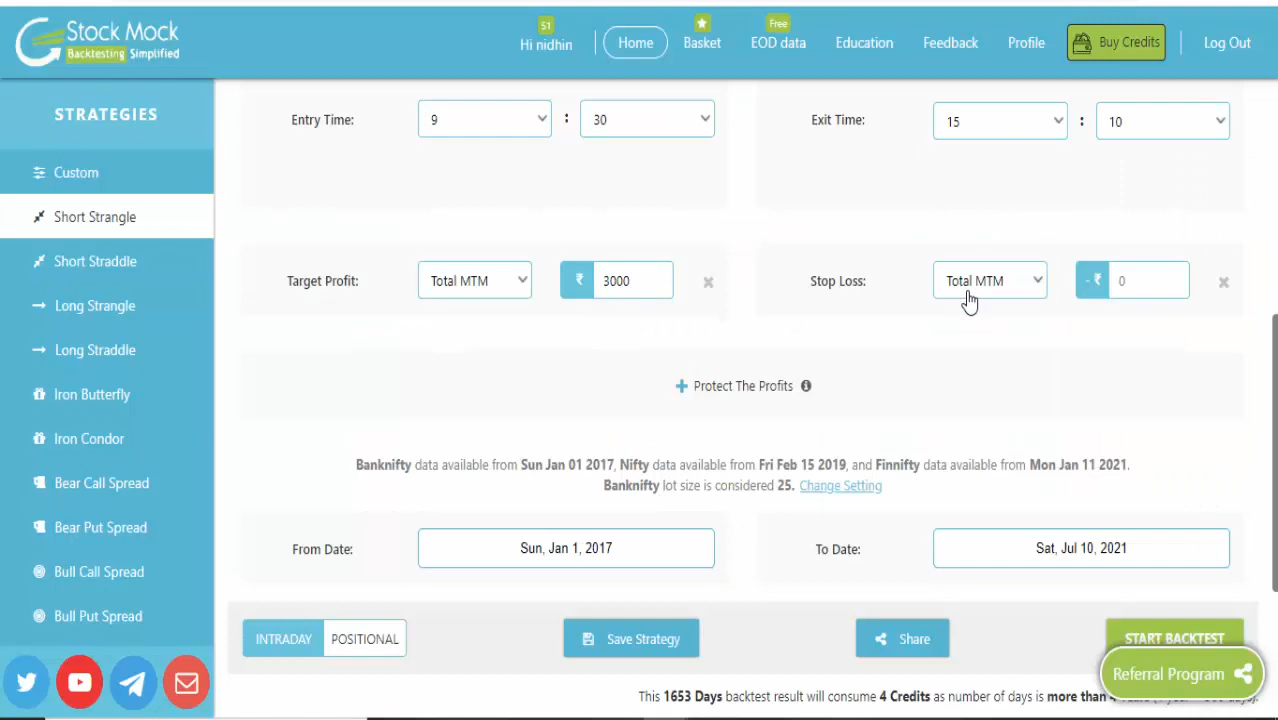 Stock Mock
Backtesting Simplified
51
Hi nidhin
Home
Basket
Free
EOD data
Education
Feedback
Profile
Buy Credits
Log Out
STRATEGIES
Custom
Short Strangle
Short Straddle
Long Strangle
Long Straddle
Iron Butterfly
Iron Condor
Bear Call Spread
Bear Put Spread
Bull Call Spread
Bull Put Spread
Entry Time: 9 : 30
Exit Time: 15 : 10
Target Profit: Total MTM ₹ 3000
Stop Loss: Total MTM - ₹ 0
+ Protect The Profits
Banknifty data available from Sun Jan 01 2017, Nifty data available from Fri Feb 15 2019, and Finnifty data available from Mon Jan 11 2021.
Banknifty lot size is considered 25. Change Setting
From Date: Sun, Jan 1, 2017
To Date: Sat, Jul 10, 2021
INTRADAY POSITIONAL
Save Strategy
Share
START BACKTEST
Referral Program
This 1653 Days backtest result will consume 4 Credits as number of days is more than